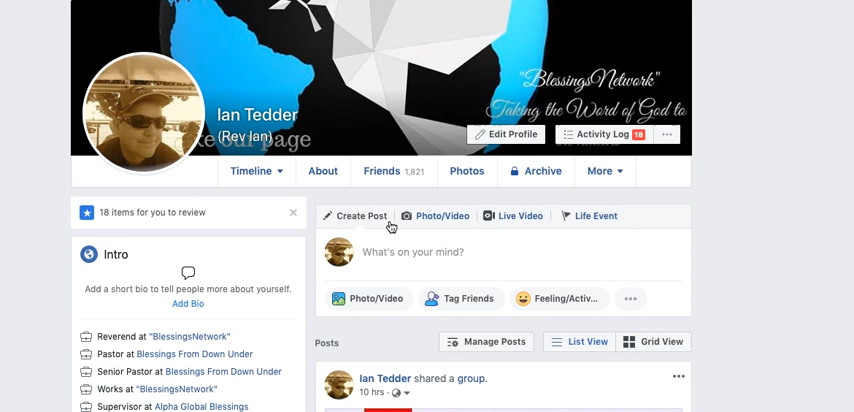 "BlessingsNetwork"
Taking the Word of God to
Ian Tedder
(Rev Ian)
ke our page
Edit Profile
Activity Log 18
Timeline
About
Friends 1,821
Photos
Archive
More
18 items for you to review
Create Post
Photo/Video
Live Video
Life Event
Intro
What's on your mind?
Add a short bio to tell people more about yourself.
Add Bio
Photo/Video
Tag Friends
Feeling/Activ...
Reverend at "BlessingsNetwork"
Pastor at Blessings From Down Under
Senior Pastor at Blessings From Down Under
Works at "BlessingsNetwork"
Supervisor at Alpha Global Blessings
Posts
Manage Posts
List View
Grid View
Ian Tedder shared a group.
10 hrs ·